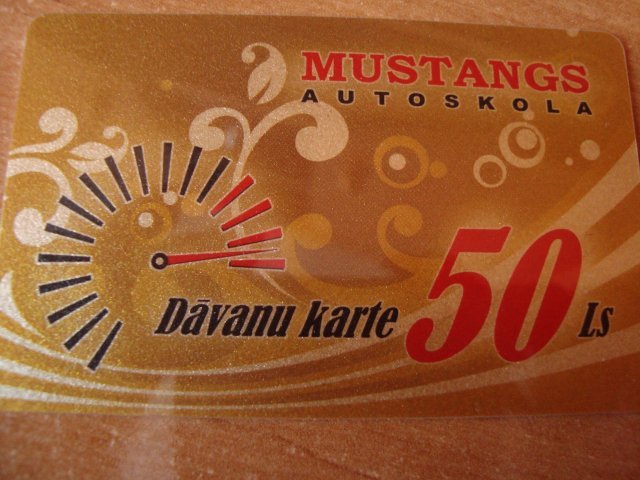 MUSTANGS
AUTOSKOLA
Dāvanu karte 50 Ls